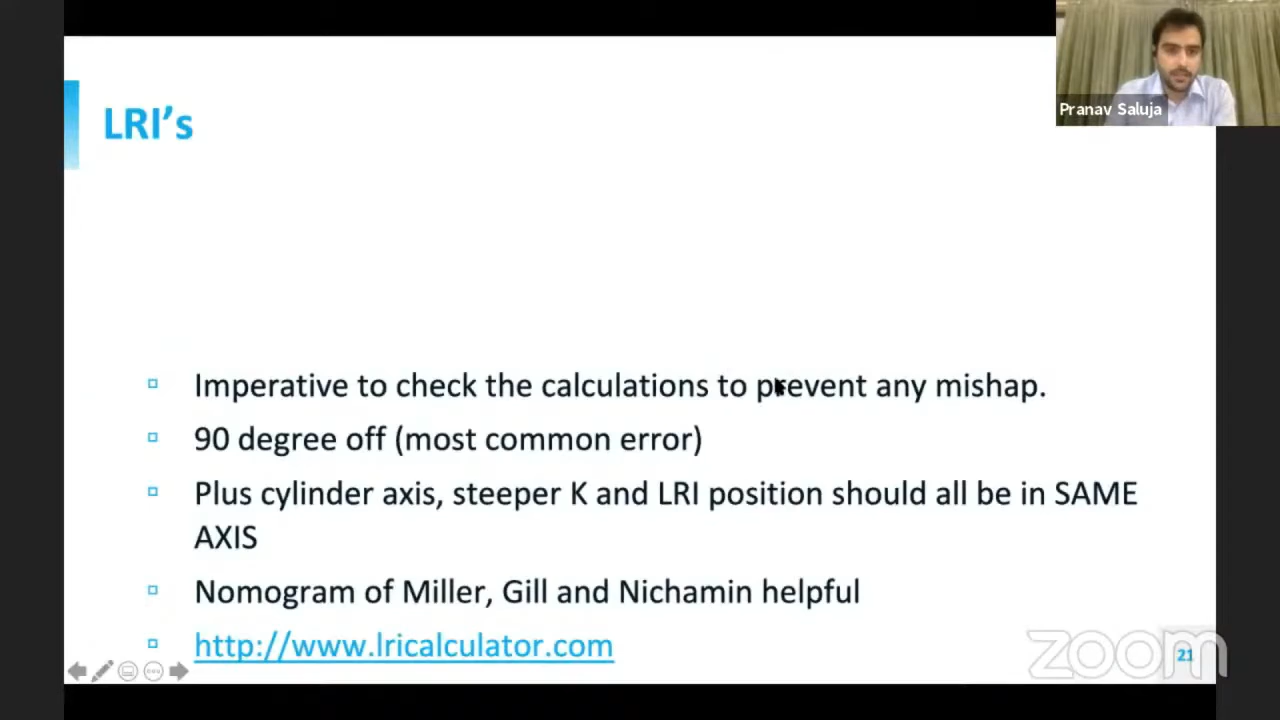 Pranav Saluja
LRI’s
Imperative to check the calculations to prevent any mishap.
90 degree off (most common error)
Plus cylinder axis, steeper K and LRI position should all be in SAME
AXIS
Nomogram of Miller, Gill and Nichamin helpful
http://www.lricalculator.com
zoom
21